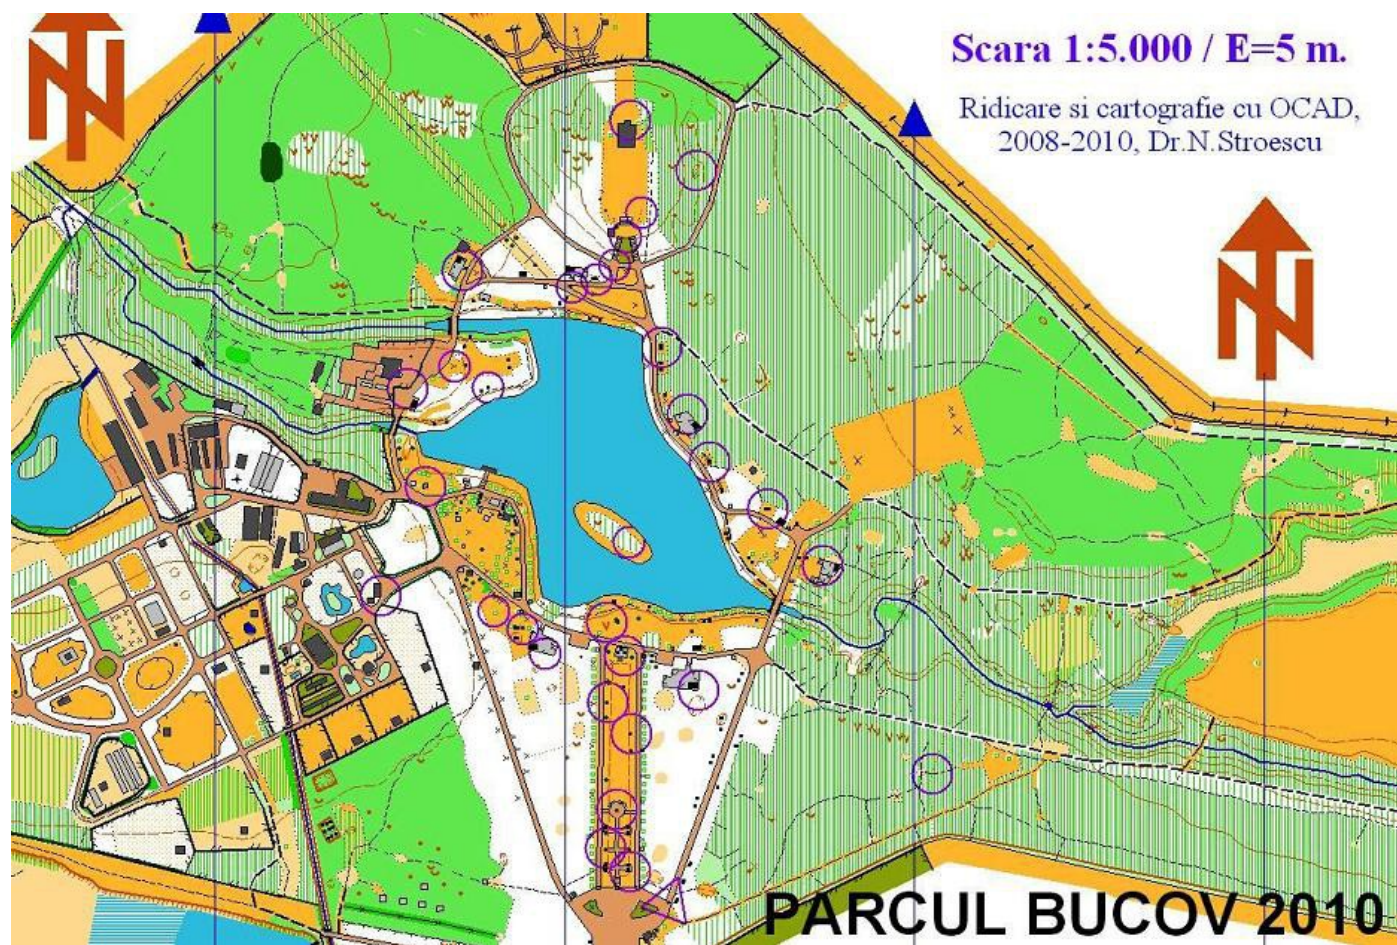 Scara 1:5.000 / E=5 m.
Ridicare si cartografie cu OCAD,
2008-2010, Dr.N.Stroescu
N
N
PARCUL BUCOV 2010